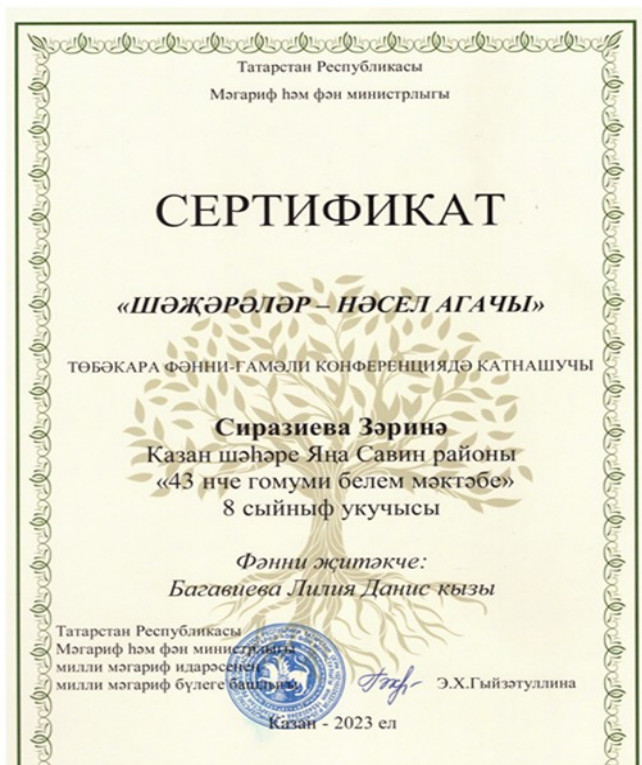 Татарстан Республикасы
Мәгариф һәм фән министрлыгы
СЕРТИФИКАТ
«ШӘҖӘРӘЛӘР – НӘСЕЛ АГАЧЫ»
ТӨБӘКАРА ФӘННИ-ГАМӘЛИ КОНФЕРЕНЦИЯДӘ КАТНАШУЧЫ
Сиразиева Зәринә
Казан шәһәре Яңа Савин районы
«43 нче гомуми белем мәктәбе»
8 сыйныф укучысы
Фәнни җитәкче:
Багавиева Лилия Данис кызы
Татарстан Республикасы
Мәгариф һәм фән министрлыгы
милли мәгариф идарәсенең
милли мәгариф бүлеге башлыгы
Э.Х.Гыйзәтуллина
Казан - 2023 ел